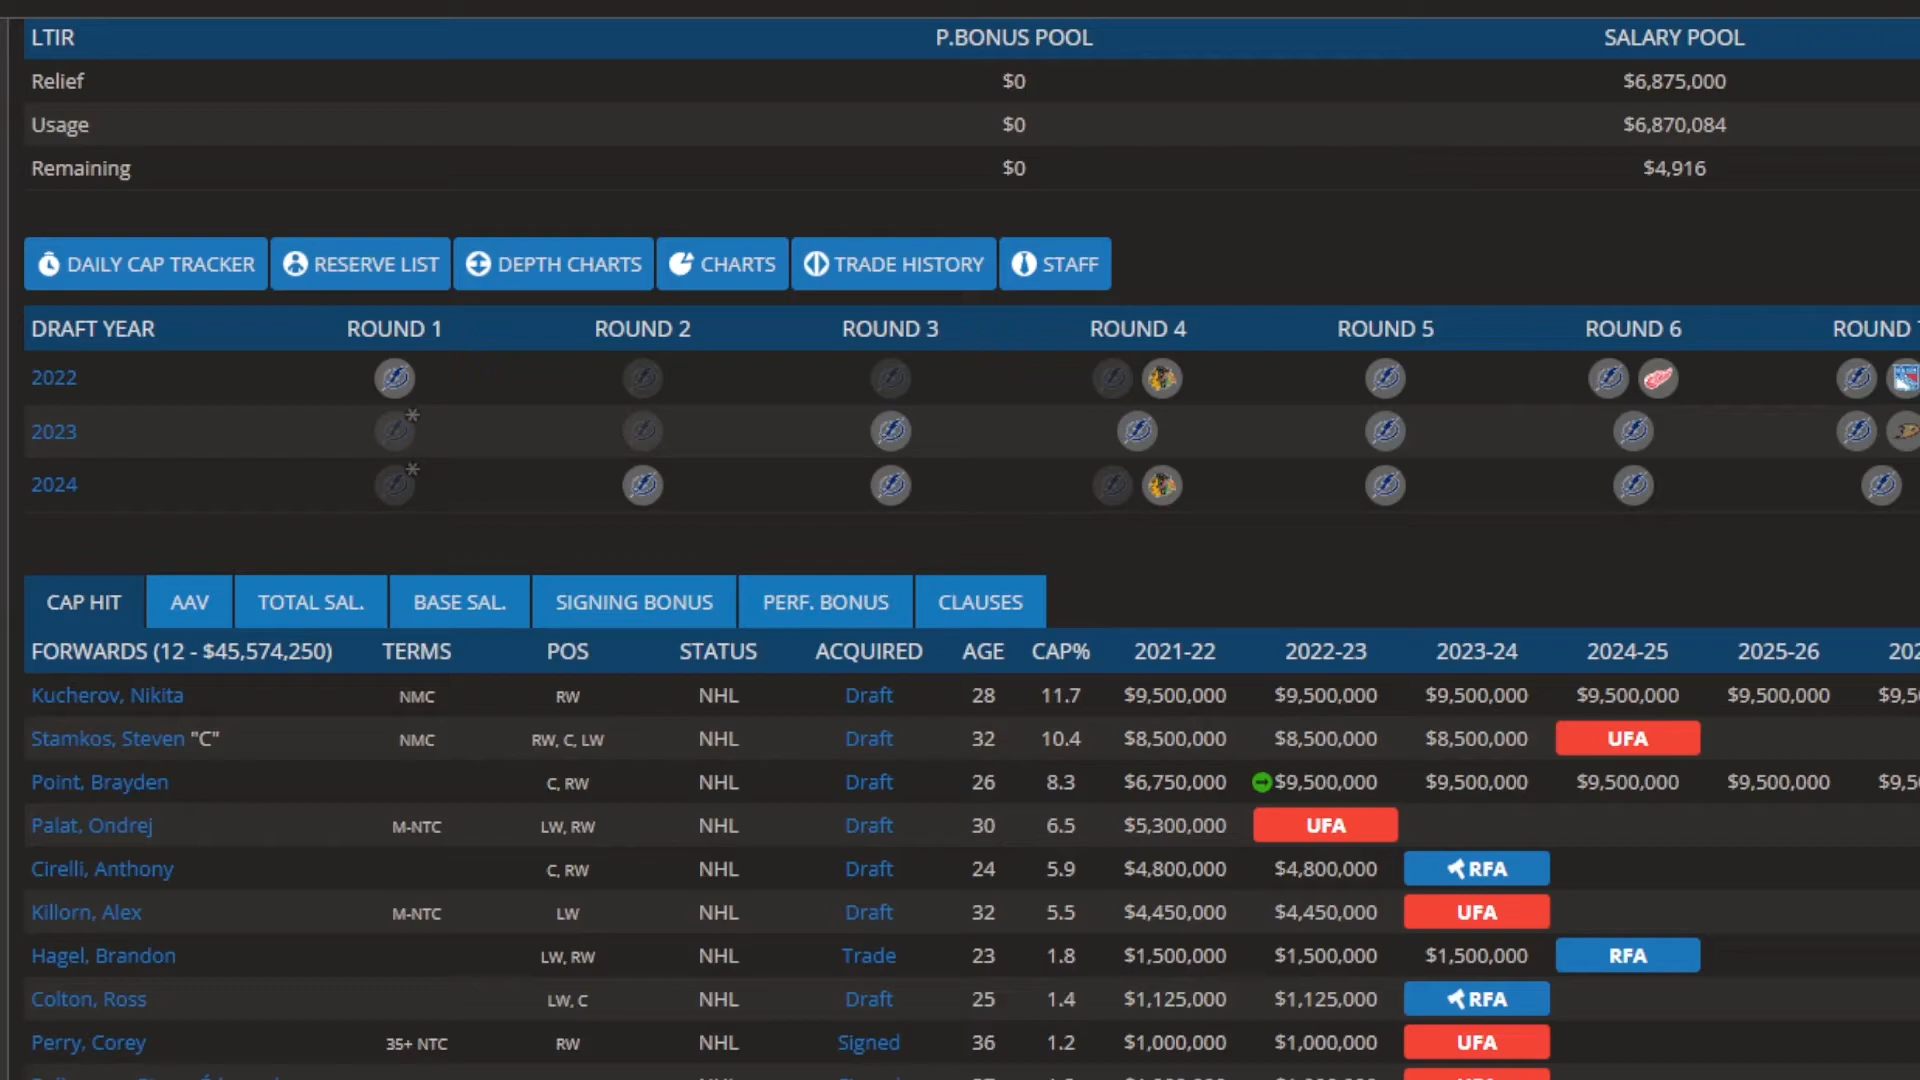 LTIR P.BONUS POOL SALARY POOL
Relief $0 $6,875,000
Usage $0 $6,870,084
Remaining $0 $4,916
DAILY CAP TRACKER RESERVE LIST DEPTH CHARTS CHARTS TRADE HISTORY STAFF
DRAFT YEAR ROUND 1 ROUND 2 ROUND 3 ROUND 4 ROUND 5 ROUND 6 ROUND
2022
2023 *
2024 *
CAP HIT AAV TOTAL SAL. BASE SAL. SIGNING BONUS PERF. BONUS CLAUSES
FORWARDS (12 - $45,574,250) TERMS POS STATUS ACQUIRED AGE CAP% 2021-22 2022-23 2023-24 2024-25 2025-26 202
Kucherov, Nikita NMC RW NHL Draft 28 11.7 $9,500,000 $9,500,000 $9,500,000 $9,500,000 $9,500,000 $9,5
Stamkos, Steven "C" NMC RW, C, LW NHL Draft 32 10.4 $8,500,000 $8,500,000 $8,500,000 UFA
Point, Brayden C, RW NHL Draft 26 8.3 $6,750,000 $9,500,000 $9,500,000 $9,500,000 $9,500,000 $9,5
Palat, Ondrej M-NTC LW, RW NHL Draft 30 6.5 $5,300,000 UFA
Cirelli, Anthony C, RW NHL Draft 24 5.9 $4,800,000 $4,800,000 RFA
Killorn, Alex M-NTC LW NHL Draft 32 5.5 $4,450,000 $4,450,000 UFA
Hagel, Brandon LW, RW NHL Trade 23 1.8 $1,500,000 $1,500,000 $1,500,000 RFA
Colton, Ross LW, C NHL Draft 25 1.4 $1,125,000 $1,125,000 RFA
Perry, Corey 35+ NTC RW NHL Signed 36 1.2 $1,000,000 $1,000,000 UFA